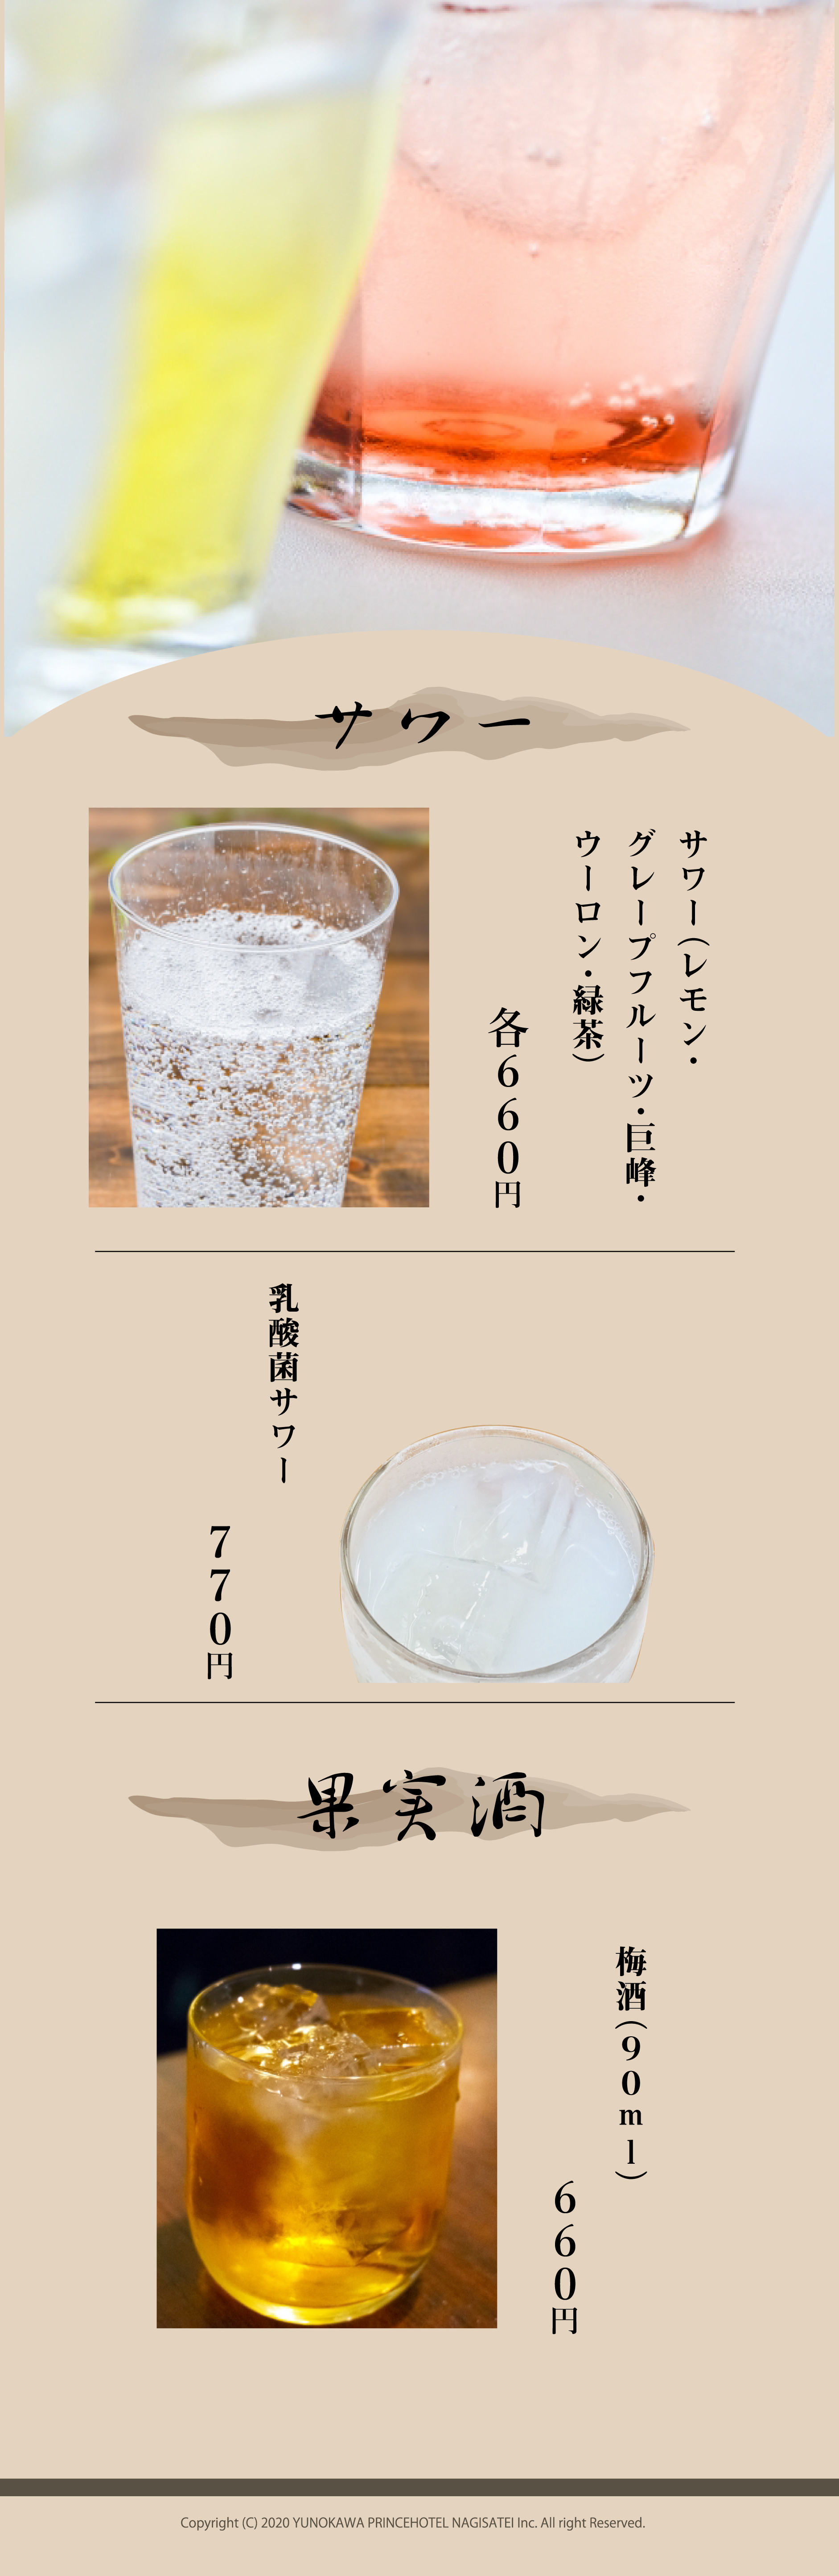 サワー
サワー（レモン・
グレープフルーツ・巨峰・
ウーロン・緑茶）
各６６０円
乳酸菌サワー
７７０円
果実酒
梅酒（９０ｍｌ）
６６０円
Copyright (C) 2020 YUNOKAWA PRINCEHOTEL NAGISATEI Inc. All right Reserved.